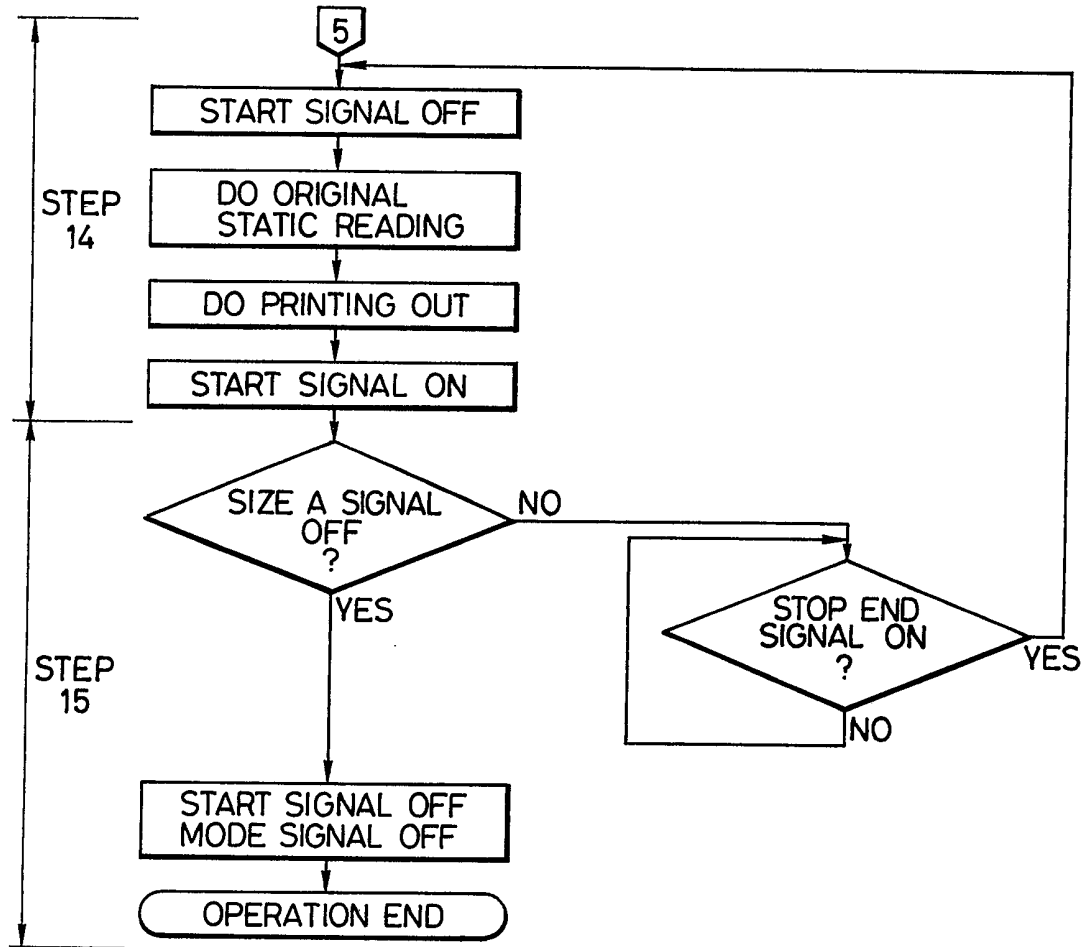 5
START SIGNAL OFF
DO ORIGINAL
STATIC READING
STEP
14
DO PRINTING OUT
START SIGNAL ON
SIZE A SIGNAL
OFF
?
NO
YES
STOP END
SIGNAL ON
?
YES
NO
STEP
15
START SIGNAL OFF
MODE SIGNAL OFF
OPERATION END